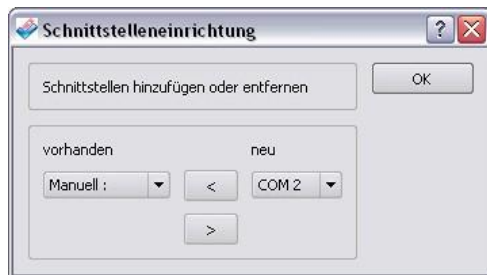 Schnittstelleneinrichtung
?
Schnittstellen hinzufügen oder entfernen
OK
vorhanden
neu
Manuell :
<
COM 2
>